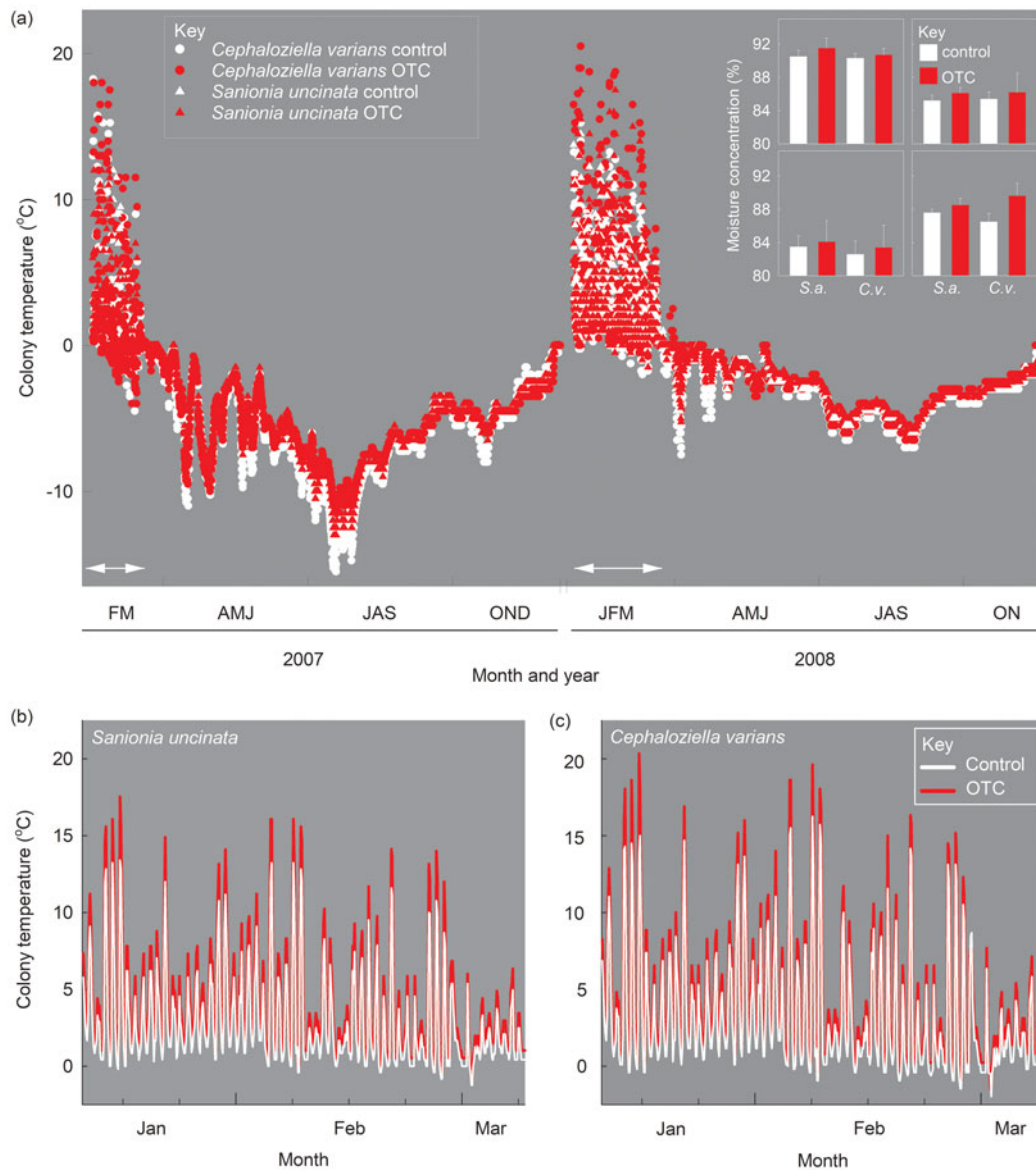 (a)
20
10
0
-10
Colony temperature (°C)
Key
Cephaloziella varians control
Cephaloziella varians OTC
Sanionia uncinata control
Sanionia uncinata OTC
Moisture concentration (%)
92
88
84
80
92
88
84
80
Key
control
OTC
S.a. C.v. S.a. C.v.
FM AMJ JAS OND JFM AMJ JAS ON
2007 2008
Month and year
(b)
Sanionia uncinata
20
15
10
5
0
Colony temperature (°C)
Jan Feb Mar
Month
(c)
Cephaloziella varians
Key
Control
OTC
20
15
10
5
0
Jan Feb Mar
Month